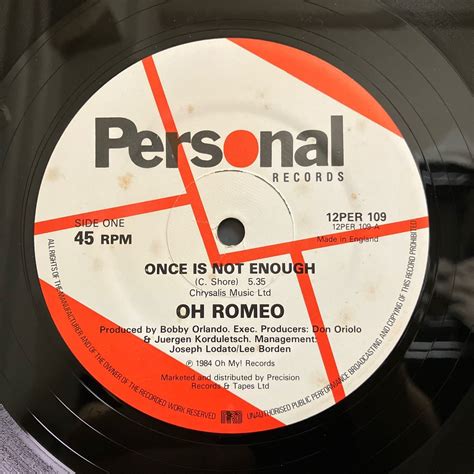 Personal
RECORDS
SIDE ONE
45 RPM
12PER 109
12PER 109-A
Made in England
ONCE IS NOT ENOUGH
(C. Shore) 5.35
Chrysalis Music Ltd
OH ROMEO
Produced by Bobby Orlando. Exec. Producers: Don Oriolo
& Juergen Korduletsch. Management:
Joseph Lodato/Lee Borden
℗ 1984 Oh My! Records
Marketed and distributed by Precision
Records & Tapes Ltd
ALL RIGHTS OF THE MANUFACTURER AND OF THE OWNER OF THE RECORDED WORK RESERVED
UNAUTHORISED PUBLIC PERFORMANCE BROADCASTING AND COPYING OF THIS RECORD PROHIBITED